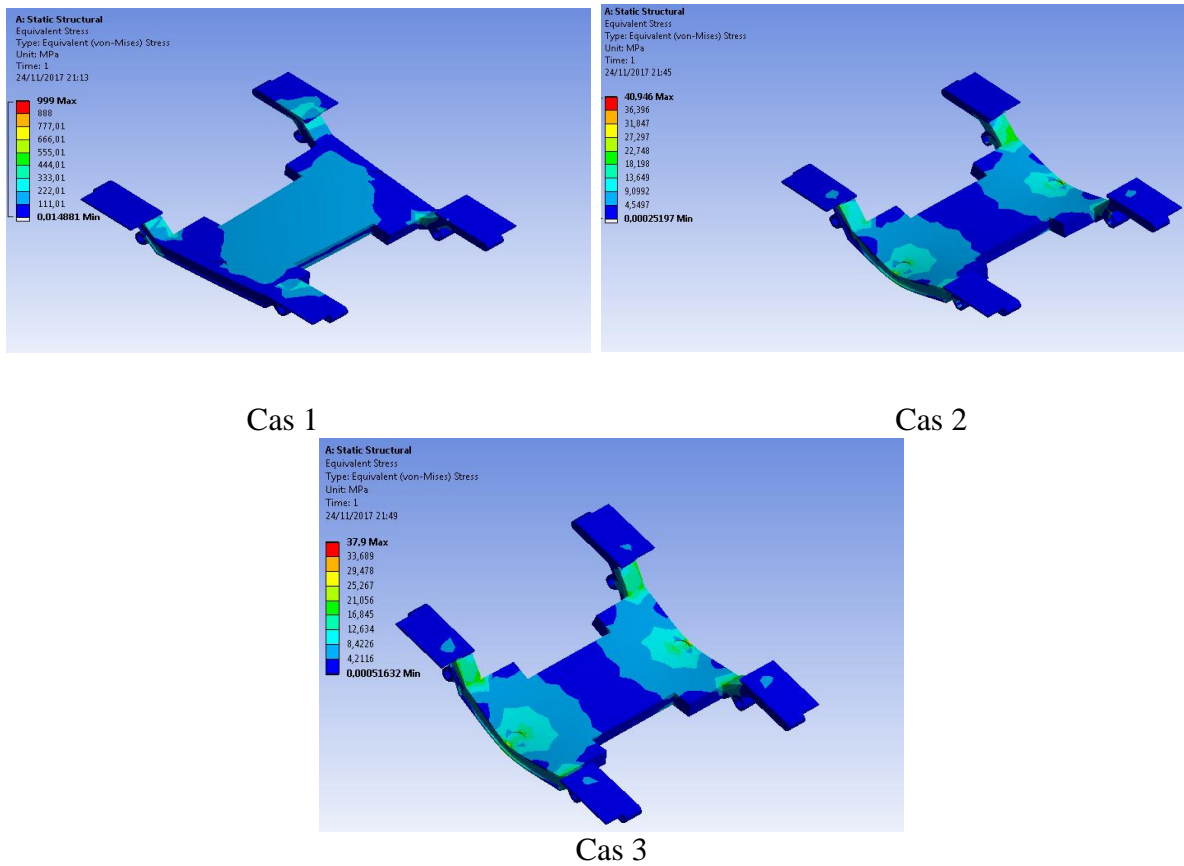 A: Static Structural
Equivalent Stress
Type: Equivalent (von-Mises) Stress
Unit: MPa
Time: 1
24/11/2017 21:13
999 Max
888
777,01
666,01
555,01
444,01
333,01
222,01
111,01
0,014881 Min
A: Static Structural
Equivalent Stress
Type: Equivalent (von-Mises) Stress
Unit: MPa
Time: 1
24/11/2017 21:45
40,946 Max
36,396
31,847
27,297
22,748
18,198
13,649
9,0992
4,5497
0,00025197 Min
Cas 1
Cas 2
A: Static Structural
Equivalent Stress
Type: Equivalent (von-Mises) Stress
Unit: MPa
Time: 1
24/11/2017 21:49
37,9 Max
33,689
29,478
25,267
21,056
16,845
12,634
8,4226
4,2116
0,00051632 Min
Cas 3